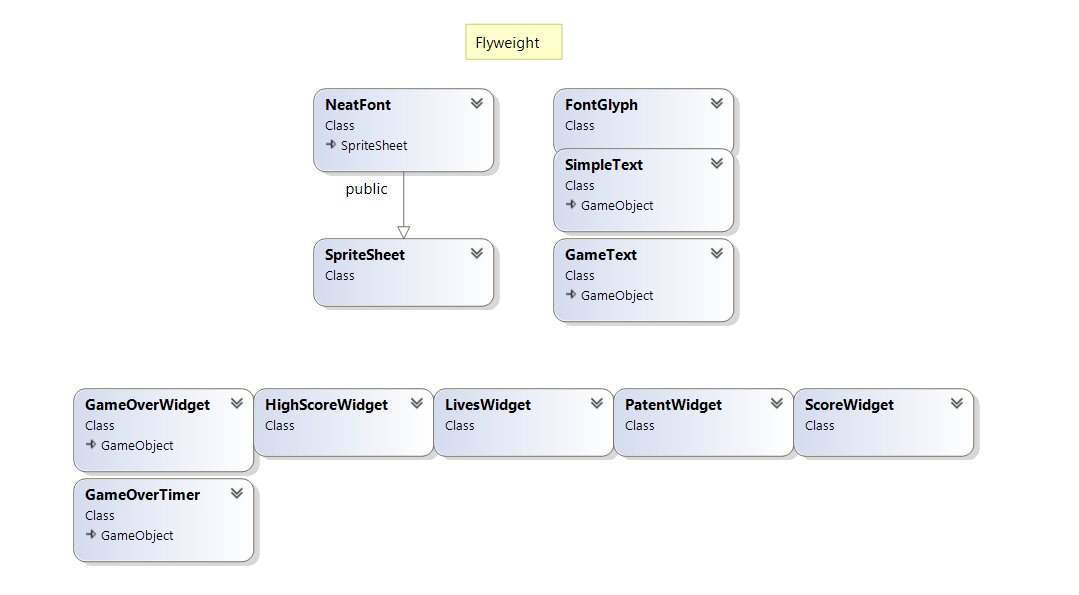 Flyweight
NeatFont
Class
SpriteSheet
public
SpriteSheet
Class
FontGlyph
Class
SimpleText
Class
GameObject
GameText
Class
GameObject
GameOverWidget
Class
GameObject
HighScoreWidget
Class
LivesWidget
Class
PatentWidget
Class
ScoreWidget
Class
GameOverTimer
Class
GameObject